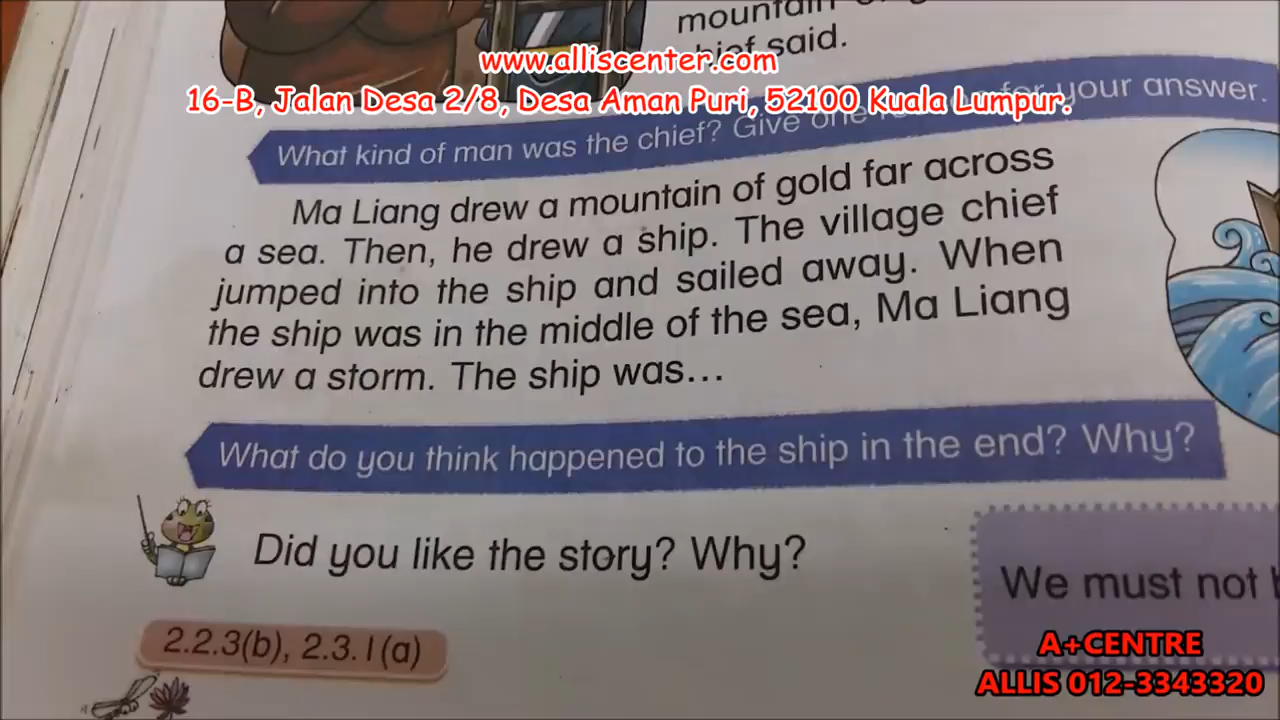 mountain
chief said.
www.alliscenter.com
16-B, Jalan Desa 2/8, Desa Aman Puri, 52100 Kuala Lumpur.
What kind of man was the chief? Give one for your answer.
Ma Liang drew a mountain of gold far across
a sea. Then, he drew a ship. The village chief
jumped into the ship and sailed away. When
the ship was in the middle of the sea, Ma Liang
drew a storm. The ship was...
What do you think happened to the ship in the end? Why?
Did you like the story? Why?
We must not
2.2.3(b), 2.3.1(a)
A+CENTRE
ALLIS 012-3343320